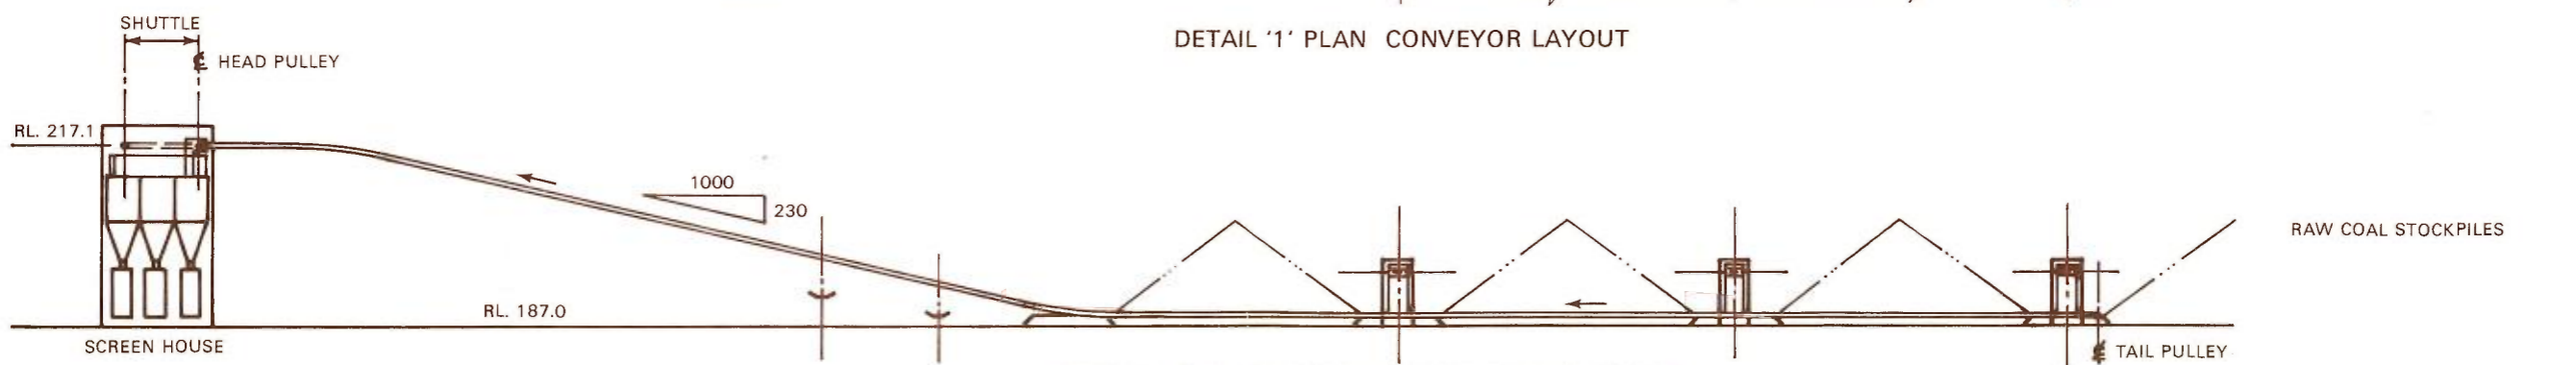 SHUTTLE
DETAIL '1' PLAN CONVEYOR LAYOUT
℄ HEAD PULLEY
RL. 217.1
1000
230
RAW COAL STOCKPILES
RL. 187.0
SCREEN HOUSE
℄ TAIL PULLEY